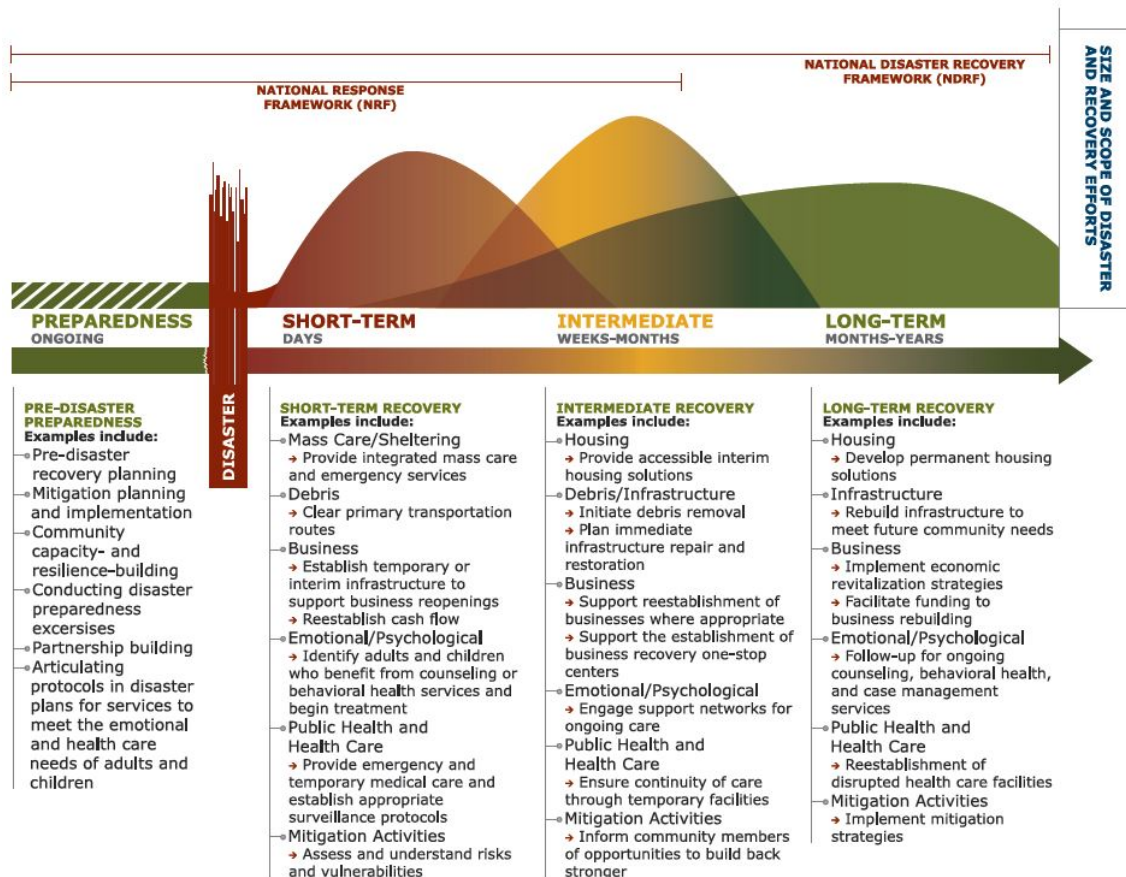 NATIONAL DISASTER RECOVERY
FRAMEWORK (NDRF)
NATIONAL RESPONSE
FRAMEWORK (NRF)
SIZE AND SCOPE OF DISASTER
AND RECOVERY EFFORTS
PREPAREDNESS
ONGOING
SHORT-TERM
DAYS
INTERMEDIATE
WEEKS-MONTHS
LONG-TERM
MONTHS-YEARS
DISASTER
PRE-DISASTER
PREPAREDNESS
Examples include:
Pre-disaster
recovery planning
Mitigation planning
and implementation
Community
capacity- and
resilience-building
Conducting disaster
preparedness
excersises
Partnership building
Articulating
protocols in disaster
plans for services to
meet the emotional
and health care
needs of adults and
children
SHORT-TERM RECOVERY
Examples include:
Mass Care/Sheltering
➔ Provide integrated mass care
and emergency services
Debris
➔ Clear primary transportation
routes
Business
➔ Establish temporary or
interim infrastructure to
support business reopenings
➔ Reestablish cash flow
Emotional/Psychological
➔ Identify adults and children
who benefit from counseling or
behavioral health services and
begin treatment
Public Health and
Health Care
➔ Provide emergency and
temporary medical care and
establish appropriate
surveillance protocols
Mitigation Activities
➔ Assess and understand risks
and vulnerabilities
INTERMEDIATE RECOVERY
Examples include:
Housing
➔ Provide accessible interim
housing solutions
Debris/Infrastructure
➔ Initiate debris removal
➔ Plan immediate
infrastructure repair and
restoration
Business
➔ Support reestablishment of
businesses where appropriate
➔ Support the establishment of
business recovery one-stop
centers
Emotional/Psychological
➔ Engage support networks for
ongoing care
Public Health and
Health Care
➔ Ensure continuity of care
through temporary facilities
Mitigation Activities
➔ Inform community members
of opportunities to build back
stronger
LONG-TERM RECOVERY
Examples include:
Housing
➔ Develop permanent housing
solutions
Infrastructure
➔ Rebuild infrastructure to
meet future community needs
Business
➔ Implement economic
revitalization strategies
➔ Facilitate funding to
business rebuilding
Emotional/Psychological
➔ Follow-up for ongoing
counseling, behavioral health,
and case management
services
Public Health and
Health Care
➔ Reestablishment of
disrupted health care facilities
Mitigation Activities
➔ Implement mitigation
strategies